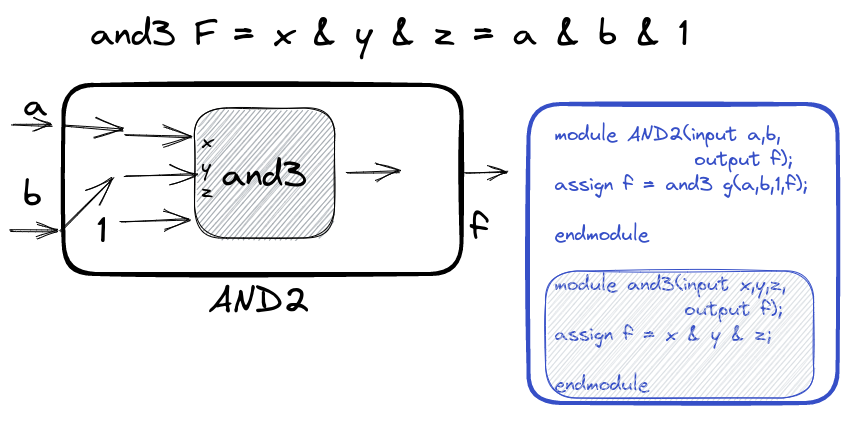 and3 F = x & y & z = a & b & 1
a
b
1
x
y
z
and3
f
AND2
module AND2(input a,b,
output f);
assign f = and3 g(a,b,1,f);
endmodule
module and3(input x,y,z,
output f);
assign f = x & y & z;
endmodule